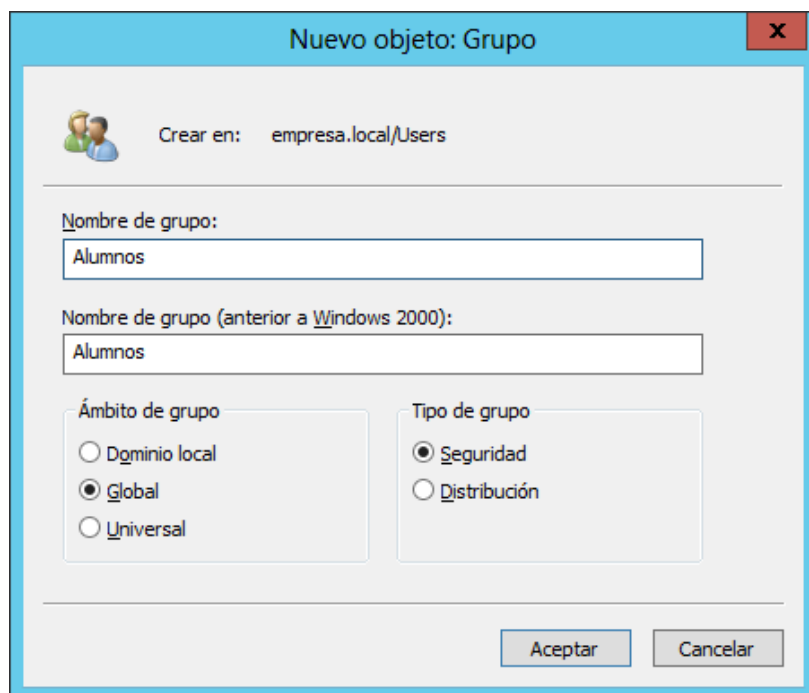 Nuevo objeto: Grupo
x
Crear en: empresa.local/Users
Nombre de grupo:
Alumnos
Nombre de grupo (anterior a Windows 2000):
Alumnos
Ámbito de grupo
Dominio local
Global
Universal
Tipo de grupo
Seguridad
Distribución
Aceptar
Cancelar